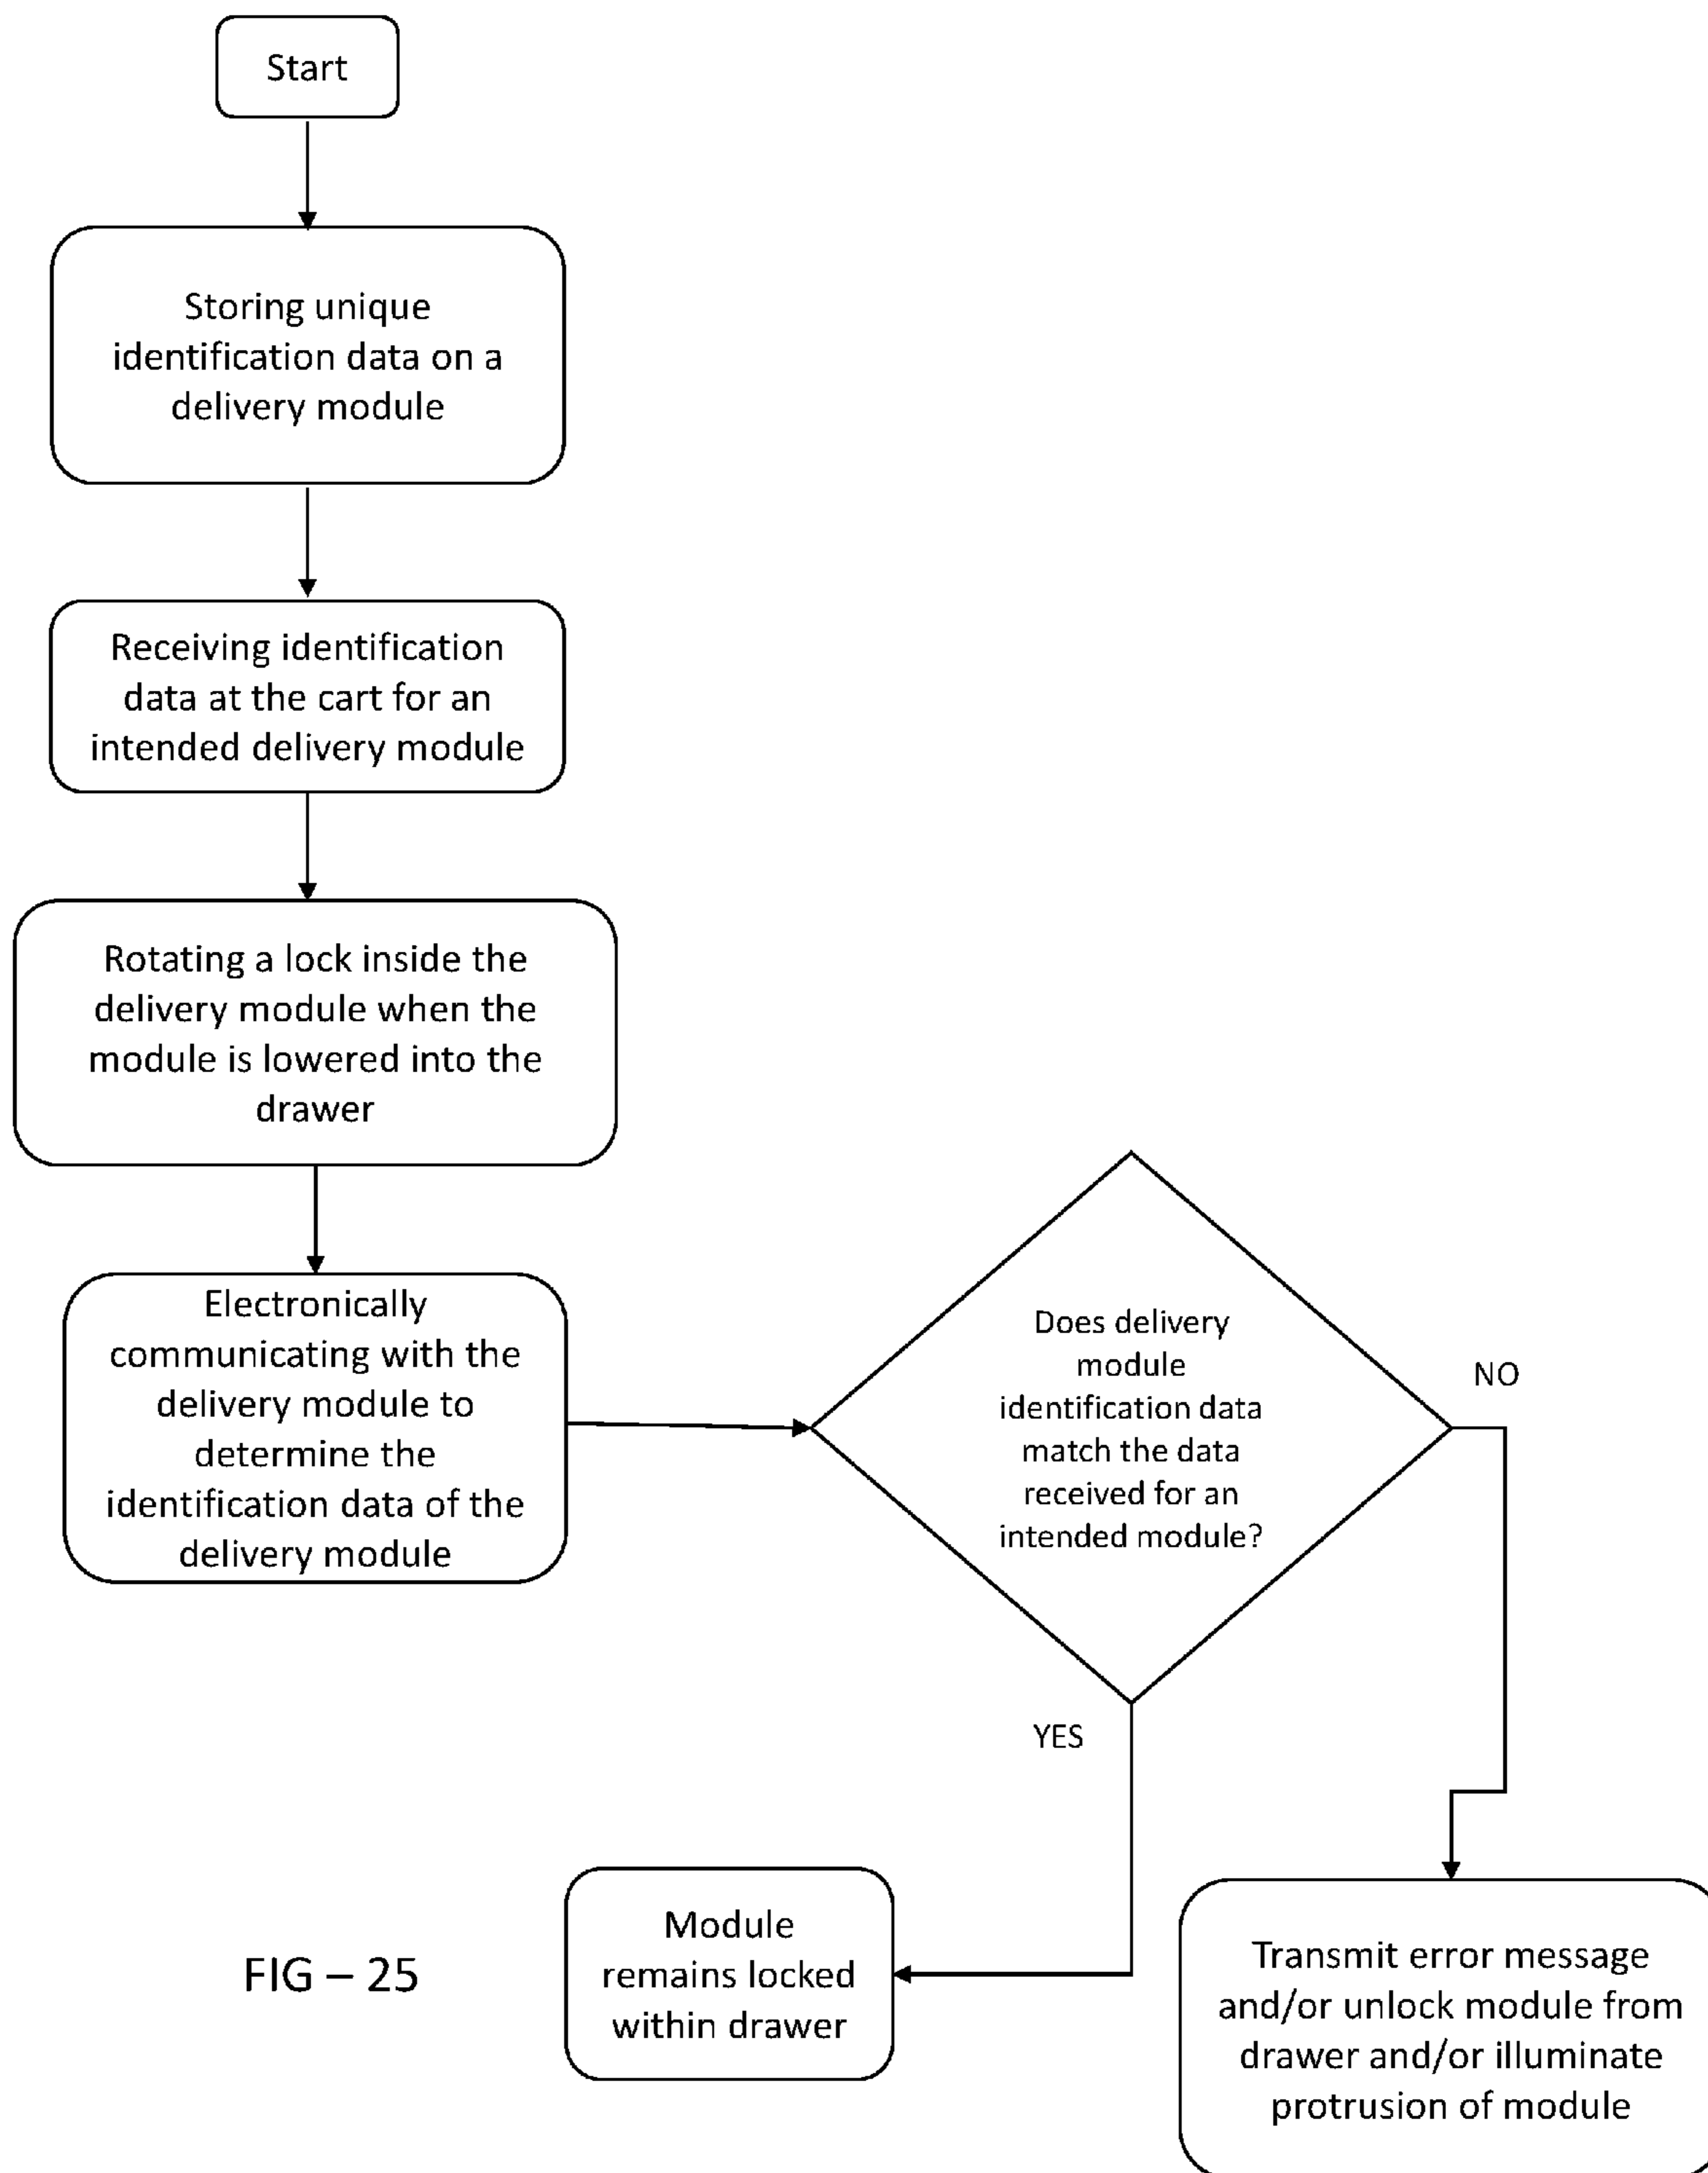 Start
Storing unique
identification data on a
delivery module
Receiving identification
data at the cart for an
intended delivery module
Rotating a lock inside the
delivery module when the
module is lowered into the
drawer
Electronically
communicating with the
delivery module to
determine the
identification data of the
delivery module
Does delivery
module
identification data
match the data
received for an
intended module?
NO
YES
Module
remains locked
within drawer
Transmit error message
and/or unlock module from
drawer and/or illuminate
protrusion of module
FIG – 25